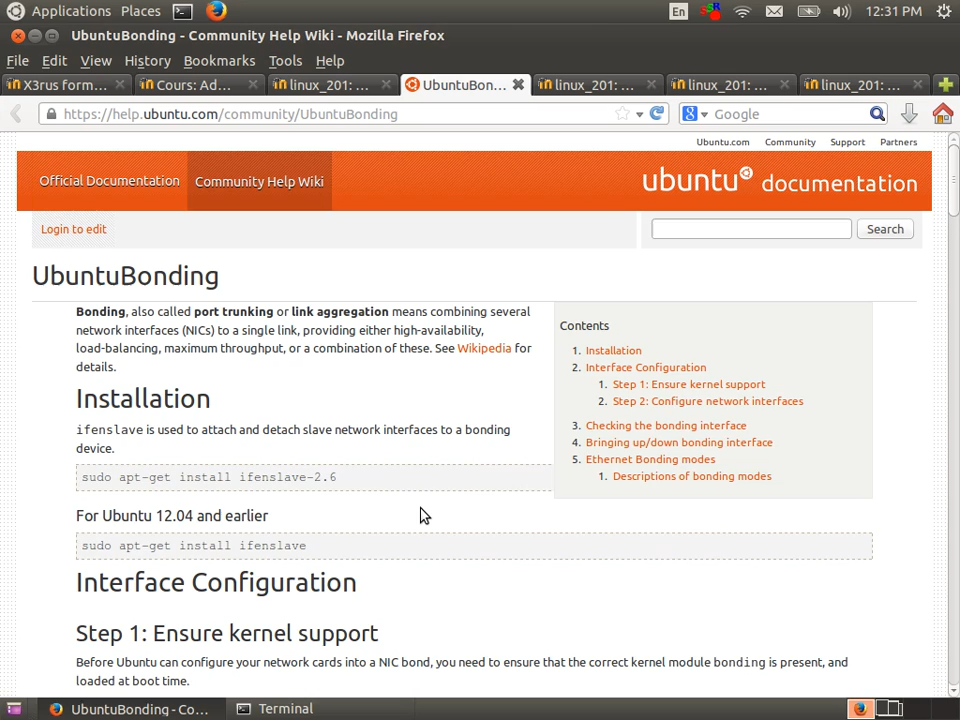 Applications Places En 12:31 PM
UbuntuBonding - Community Help Wiki - Mozilla Firefox
File Edit View History Bookmarks Tools Help
X3rus form... Cours: Ad... linux_201: ... UbuntuBon... linux_201: ... linux_201: ... linux_201: ...
https://help.ubuntu.com/community/UbuntuBonding Google
Ubuntu.com Community Support Partners
Official Documentation Community Help Wiki ubuntu documentation
Login to edit Search
UbuntuBonding
Bonding, also called port trunking or link aggregation means combining several
network interfaces (NICs) to a single link, providing either high-availability,
load-balancing, maximum throughput, or a combination of these. See Wikipedia for
details.
Contents
1. Installation
2. Interface Configuration
1. Step 1: Ensure kernel support
2. Step 2: Configure network interfaces
3. Checking the bonding interface
4. Bringing up/down bonding interface
5. Ethernet Bonding modes
1. Descriptions of bonding modes
Installation
ifenslave is used to attach and detach slave network interfaces to a bonding
device.
sudo apt-get install ifenslave-2.6
For Ubuntu 12.04 and earlier
sudo apt-get install ifenslave
Interface Configuration
Step 1: Ensure kernel support
Before Ubuntu can configure your network cards into a NIC bond, you need to ensure that the correct kernel module bonding is present, and
loaded at boot time.
UbuntuBonding - Co... Terminal